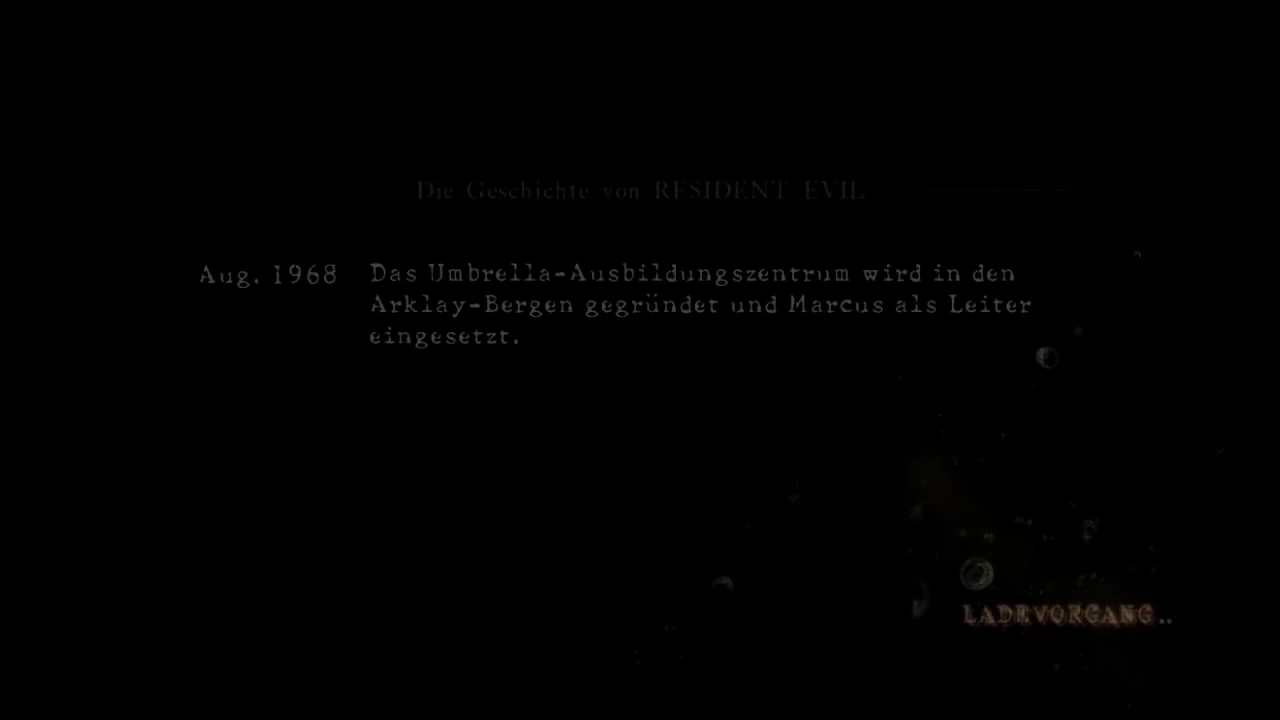 Die Geschichte von RESIDENT EVIL
Aug. 1968 Das Umbrella-Ausbildungszentrum wird in den
Arklay-Bergen gegründet und Marcus als Leiter
eingesetzt.
LADEVORGANG..